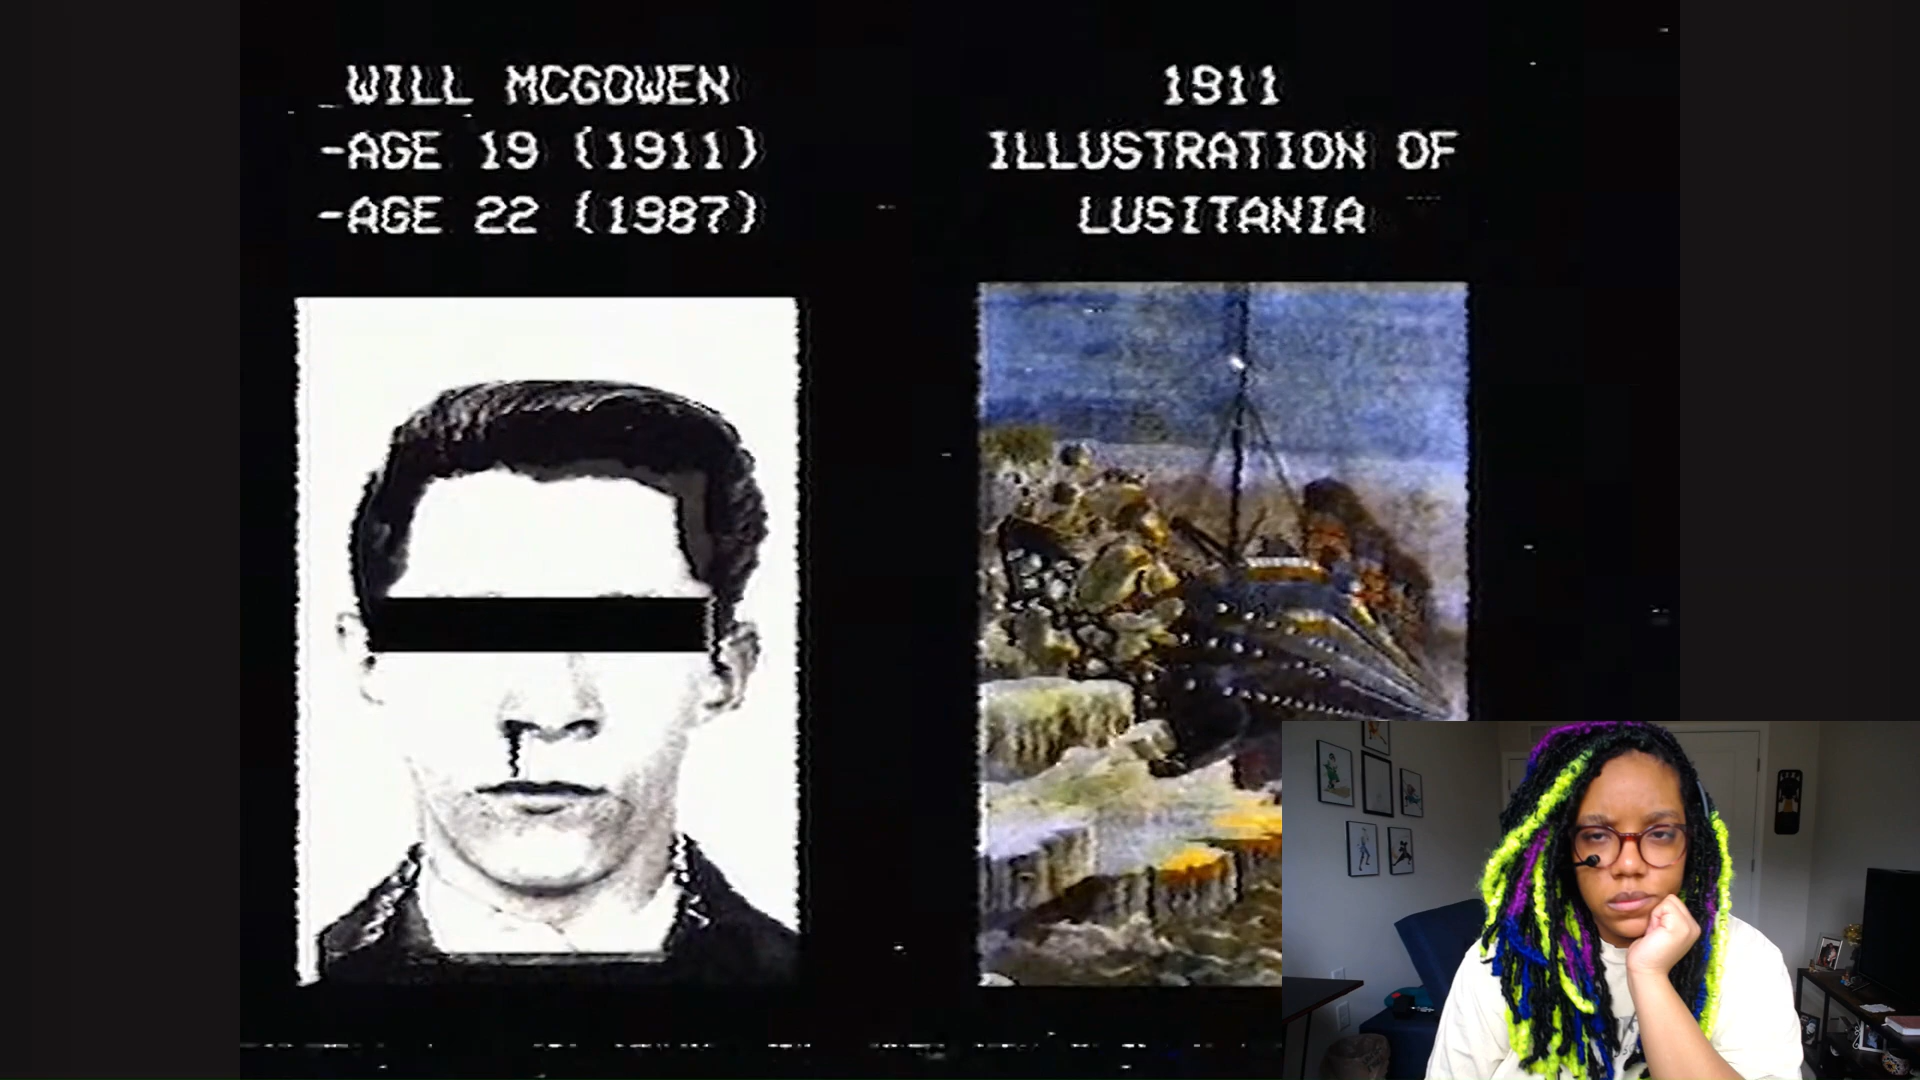 WILL MCGOWEN
-AGE 19 (1911)
-AGE 22 (1987)
1911
ILLUSTRATION OF
LUSITANIA